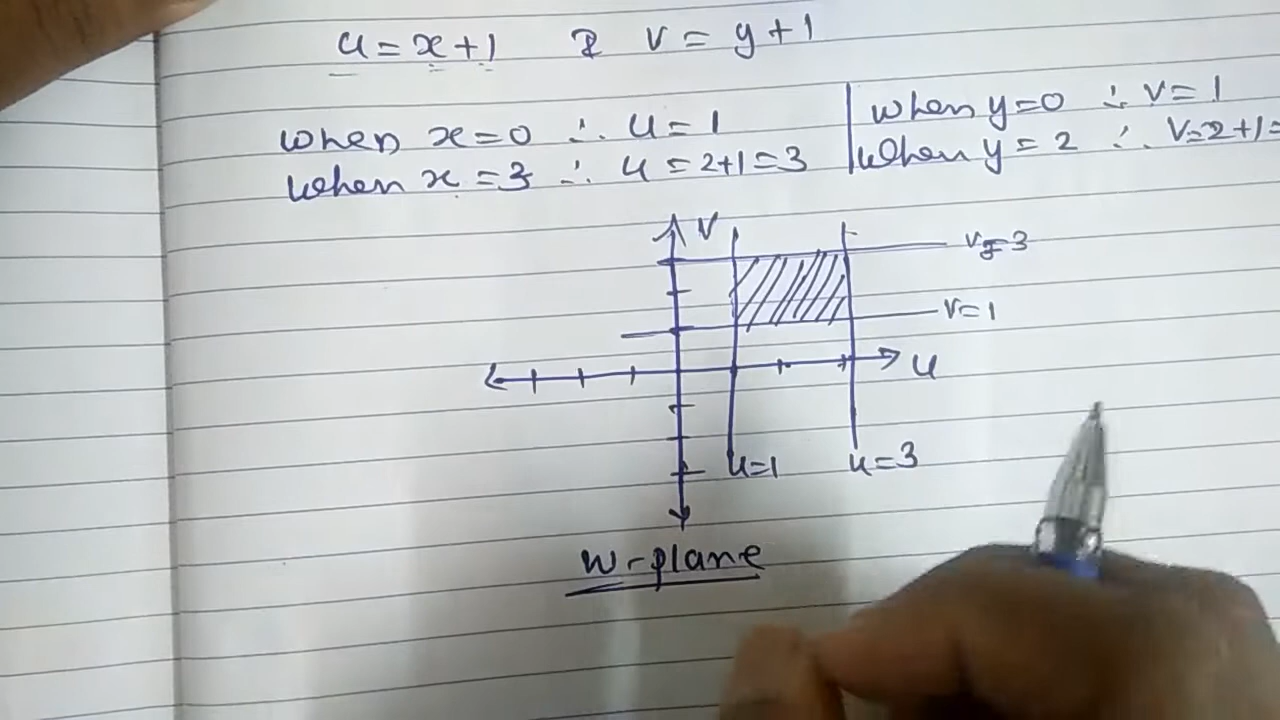 u = x + 1 & v = y + 1
when x = 0 ∴ u = 1
when x = 3 ∴ u = 2+1 = 3
when y = 0 ∴ v = 1
when y = 2 ∴ v = 2+1 =
v
v = 3
v = 1
u
u = 1
u = 3
w-plane